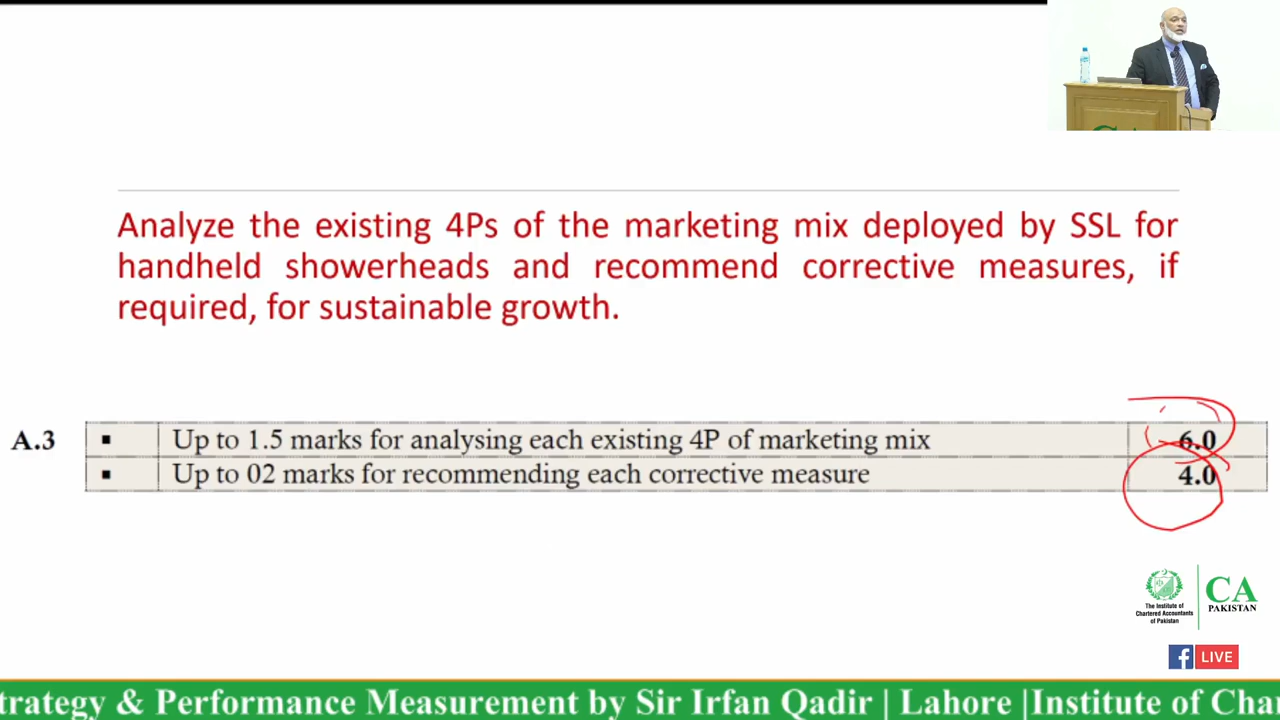 Analyze the existing 4Ps of the marketing mix deployed by SSL for
handheld showerheads and recommend corrective measures, if
required, for sustainable growth.
A.3
▪ Up to 1.5 marks for analysing each existing 4P of marketing mix 6.0
▪ Up to 02 marks for recommending each corrective measure 4.0
The Institute of
Chartered Accountants
of Pakistan
CA
PAKISTAN
f LIVE
trategy & Performance Measurement by Sir Irfan Qadir | Lahore |Institute of Cha